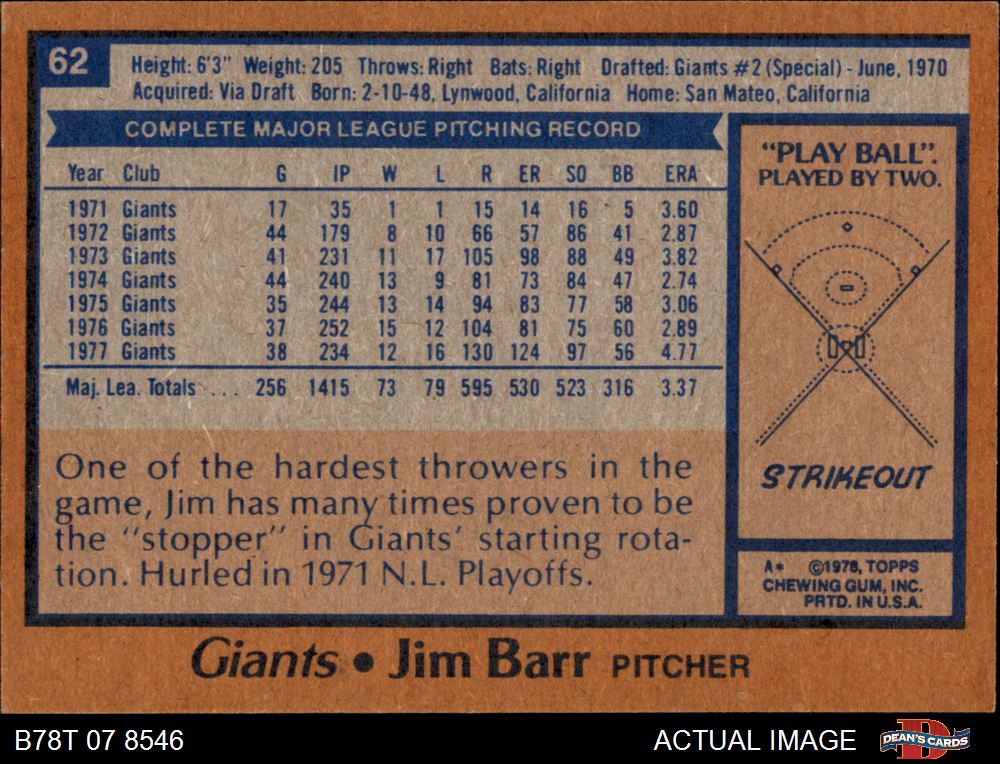 62
Height: 6'3" Weight: 205 Throws: Right Bats: Right Drafted: Giants #2 (Special) - June, 1970
Acquired: Via Draft Born: 2-10-48, Lynwood, California Home: San Mateo, California
COMPLETE MAJOR LEAGUE PITCHING RECORD
Year Club G IP W L R ER SO BB ERA
1971 Giants 17 35 1 1 15 14 16 5 3.60
1972 Giants 44 179 8 10 66 57 86 41 2.87
1973 Giants 41 231 11 17 105 98 88 49 3.82
1974 Giants 44 240 13 9 81 73 84 47 2.74
1975 Giants 35 244 13 14 94 83 77 58 3.06
1976 Giants 37 252 15 12 104 81 75 60 2.89
1977 Giants 38 234 12 16 130 124 97 56 4.77
Maj. Lea. Totals . . . 256 1415 73 79 595 530 523 316 3.37
One of the hardest throwers in the
game, Jim has many times proven to be
the "stopper" in Giants' starting rota-
tion. Hurled in 1971 N.L. Playoffs.
"PLAY BALL".
PLAYED BY TWO.
STRIKEOUT
A* ©1978, TOPPS
CHEWING GUM, INC.
PRTD. IN U.S.A.
Giants • Jim Barr PITCHER
B78T 07 8546
ACTUAL IMAGE
D
DEAN'S CARDS